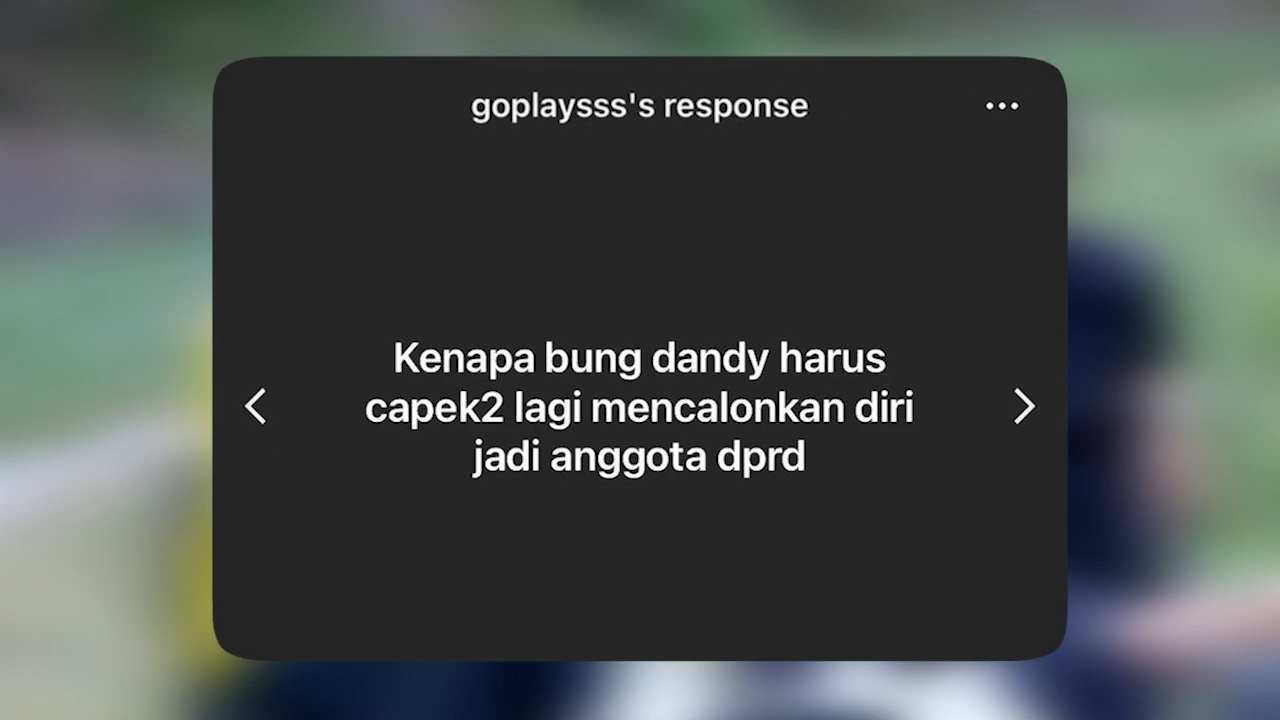 goplaysss's response
Kenapa bung dandy harus
capek2 lagi mencalonkan diri
jadi anggota dprd